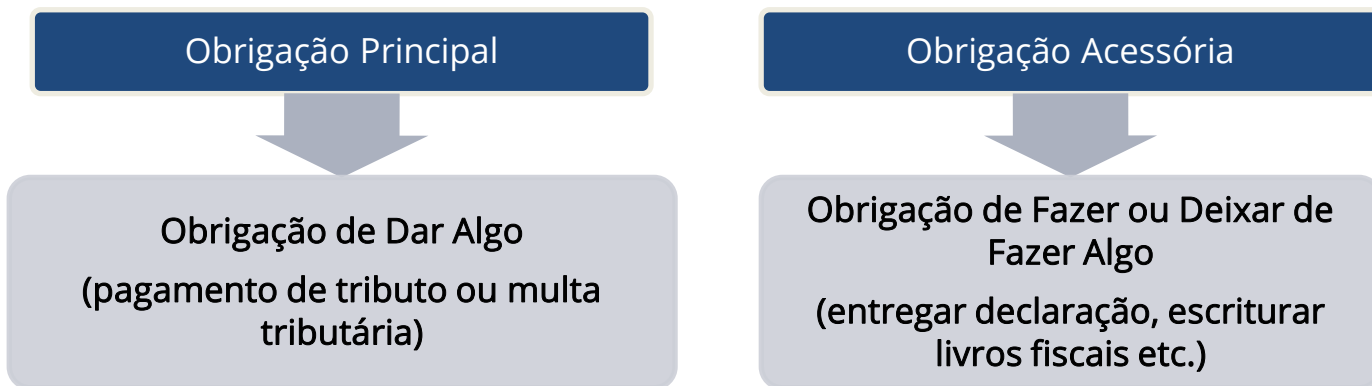 Obrigação Principal
Obrigação de Dar Algo
(pagamento de tributo ou multa
tributária)
Obrigação Acessória
Obrigação de Fazer ou Deixar de
Fazer Algo
(entregar declaração, escriturar
livros fiscais etc.)